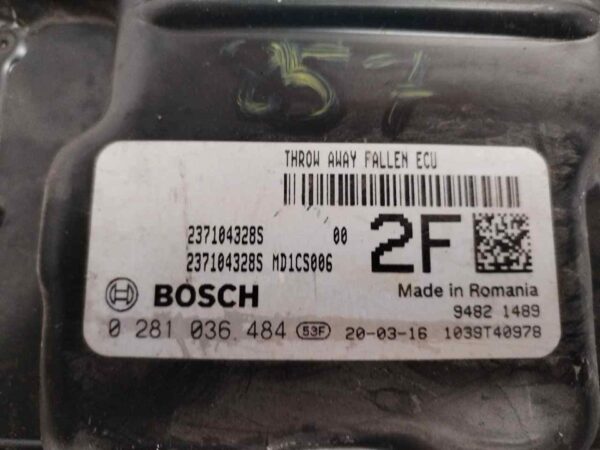 57
THROW AWAY FALLEN ECU
237104328S 00
237104328S MD1CS006
2F
BOSCH
Made in Romania
9482 1489
0 281 036 484 53F 20-03-16 1039T40978